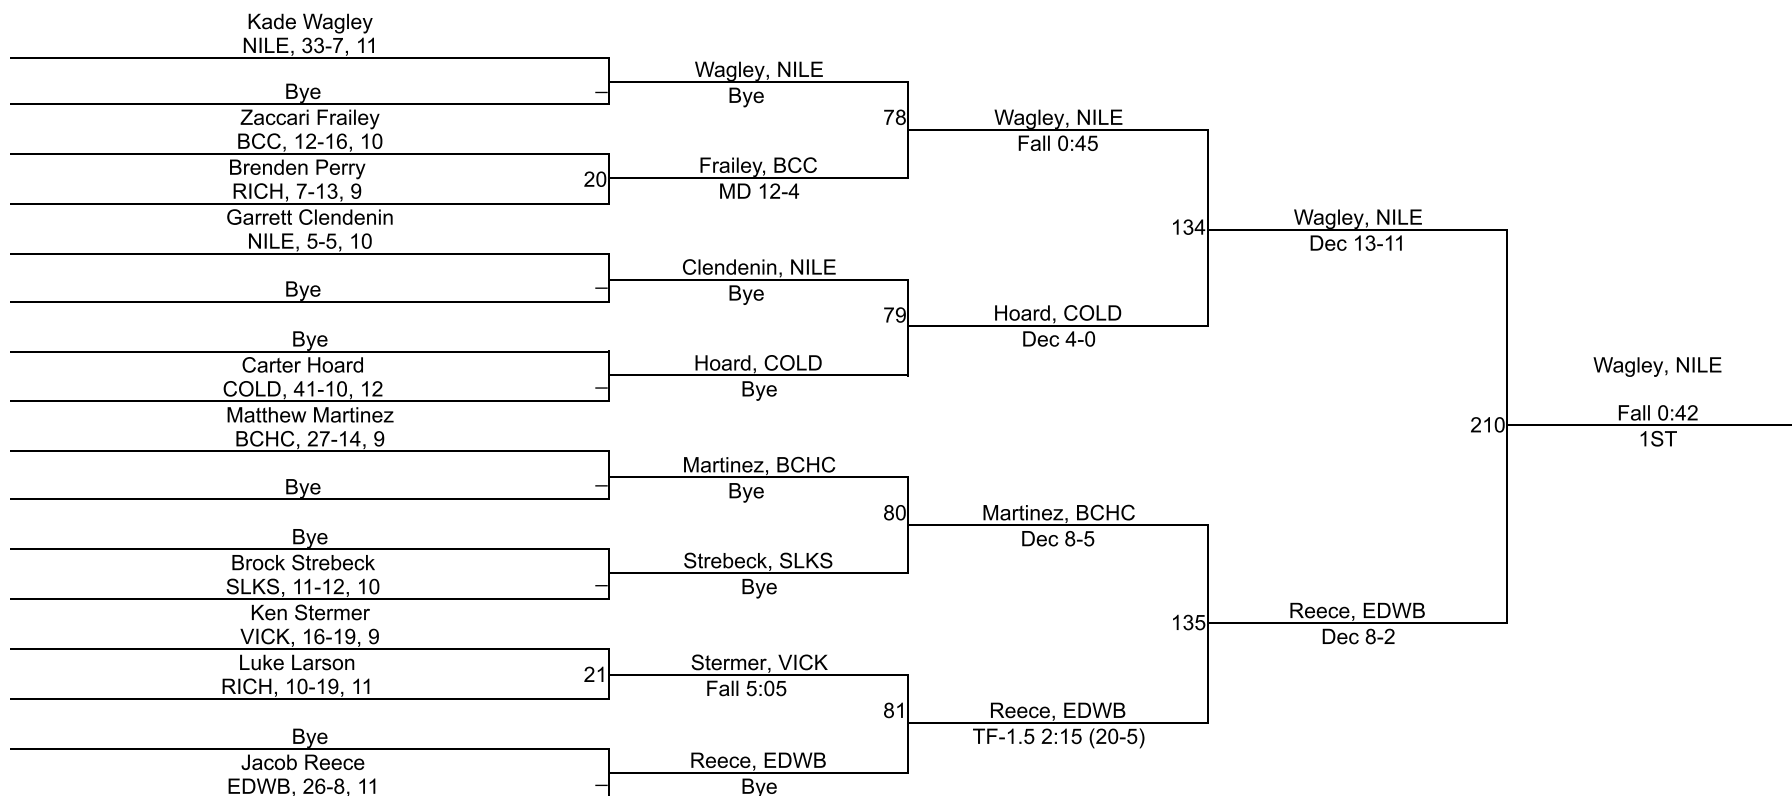 Kade Wagley
NILE, 33-7, 11
Bye
–
Zaccari Frailey
BCC, 12-16, 10
Brenden Perry
RICH, 7-13, 9
20
Garrett Clendenin
NILE, 5-5, 10
Bye
–
Bye
Carter Hoard
COLD, 41-10, 12
–
Matthew Martinez
BCHC, 27-14, 9
Bye
–
Bye
Brock Strebeck
SLKS, 11-12, 10
–
Ken Stermer
VICK, 16-19, 9
Luke Larson
RICH, 10-19, 11
21
Bye
Jacob Reece
EDWB, 26-8, 11
–
Wagley, NILE
Bye
78
Frailey, BCC
MD 12-4
Clendenin, NILE
Bye
79
Hoard, COLD
Bye
Martinez, BCHC
Bye
80
Strebeck, SLKS
Bye
Stermer, VICK
Fall 5:05
81
Reece, EDWB
Bye
Wagley, NILE
Fall 0:45
134
Hoard, COLD
Dec 4-0
Martinez, BCHC
Dec 8-5
135
Reece, EDWB
TF-1.5 2:15 (20-5)
Wagley, NILE
Dec 13-11
210
Reece, EDWB
Dec 8-2
Wagley, NILE
Fall 0:42
1ST